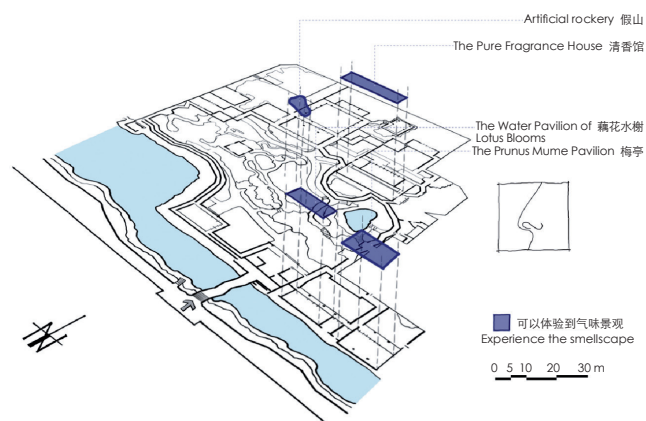 Artificial rockery 假山
The Pure Fragrance House 清香馆
The Water Pavilion of 藕花水榭
Lotus Blooms
The Prunus Mume Pavilion 梅亭
可以体验到气味景观
Experience the smellscape
0 5 10 20 30 m
N